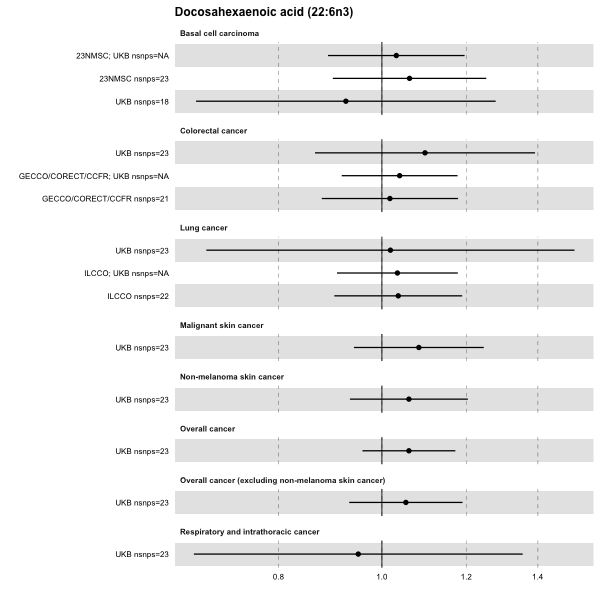 Docosahexaenoic acid (22:6n3)
Basal cell carcinoma
23NMSC; UKB nsnps=NA
23NMSC nsnps=23
UKB nsnps=18
Colorectal cancer
UKB nsnps=23
GECCO/CORECT/CCFR; UKB nsnps=NA
GECCO/CORECT/CCFR nsnps=21
Lung cancer
UKB nsnps=23
ILCCO; UKB nsnps=NA
ILCCO nsnps=22
Malignant skin cancer
UKB nsnps=23
Non-melanoma skin cancer
UKB nsnps=23
Overall cancer
UKB nsnps=23
Overall cancer (excluding non-melanoma skin cancer)
UKB nsnps=23
Respiratory and intrathoracic cancer
UKB nsnps=23
0.8 1.0 1.2 1.4